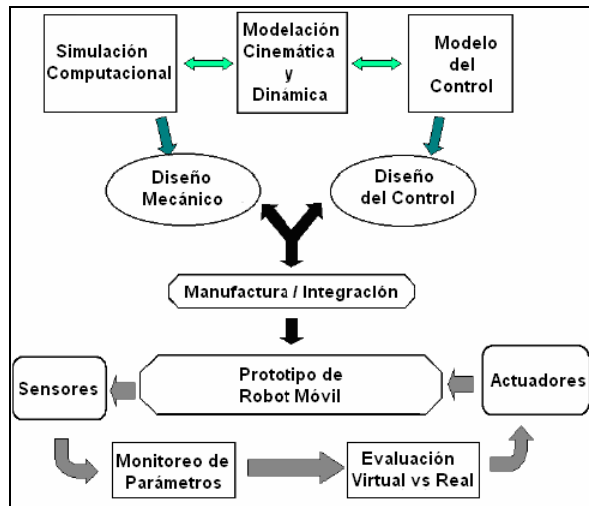 Simulación
Computacional
Modelación
Cinemática
y
Dinámica
Modelo
del
Control
Diseño
Mecánico
Diseño
del Control
Manufactura / Integración
Prototipo de
Robot Móvil
Sensores
Actuadores
Monitoreo de
Parámetros
Evaluación
Virtual vs Real